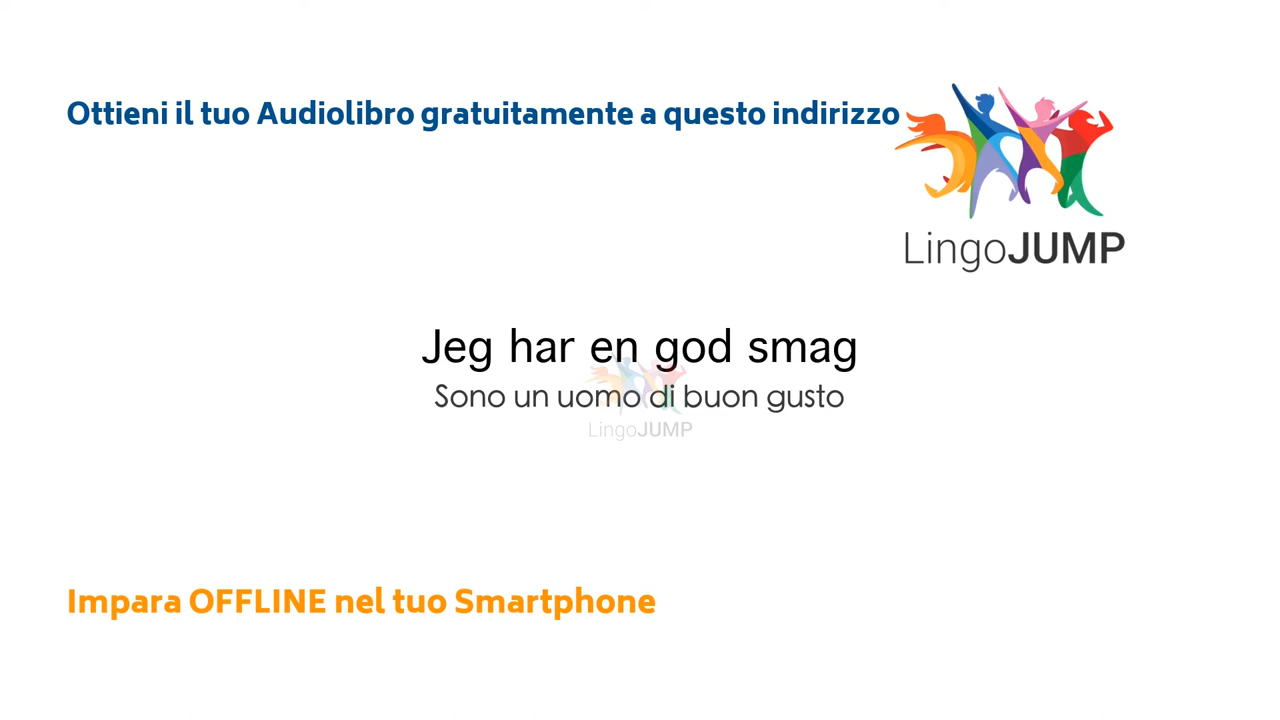 Ottieni il tuo Audiolibro gratuitamente a questo indirizzo
LingoJUMP
Jeg har en god smag
Sono un uomo di buon gusto
LingoJUMP
Impara OFFLINE nel tuo Smartphone